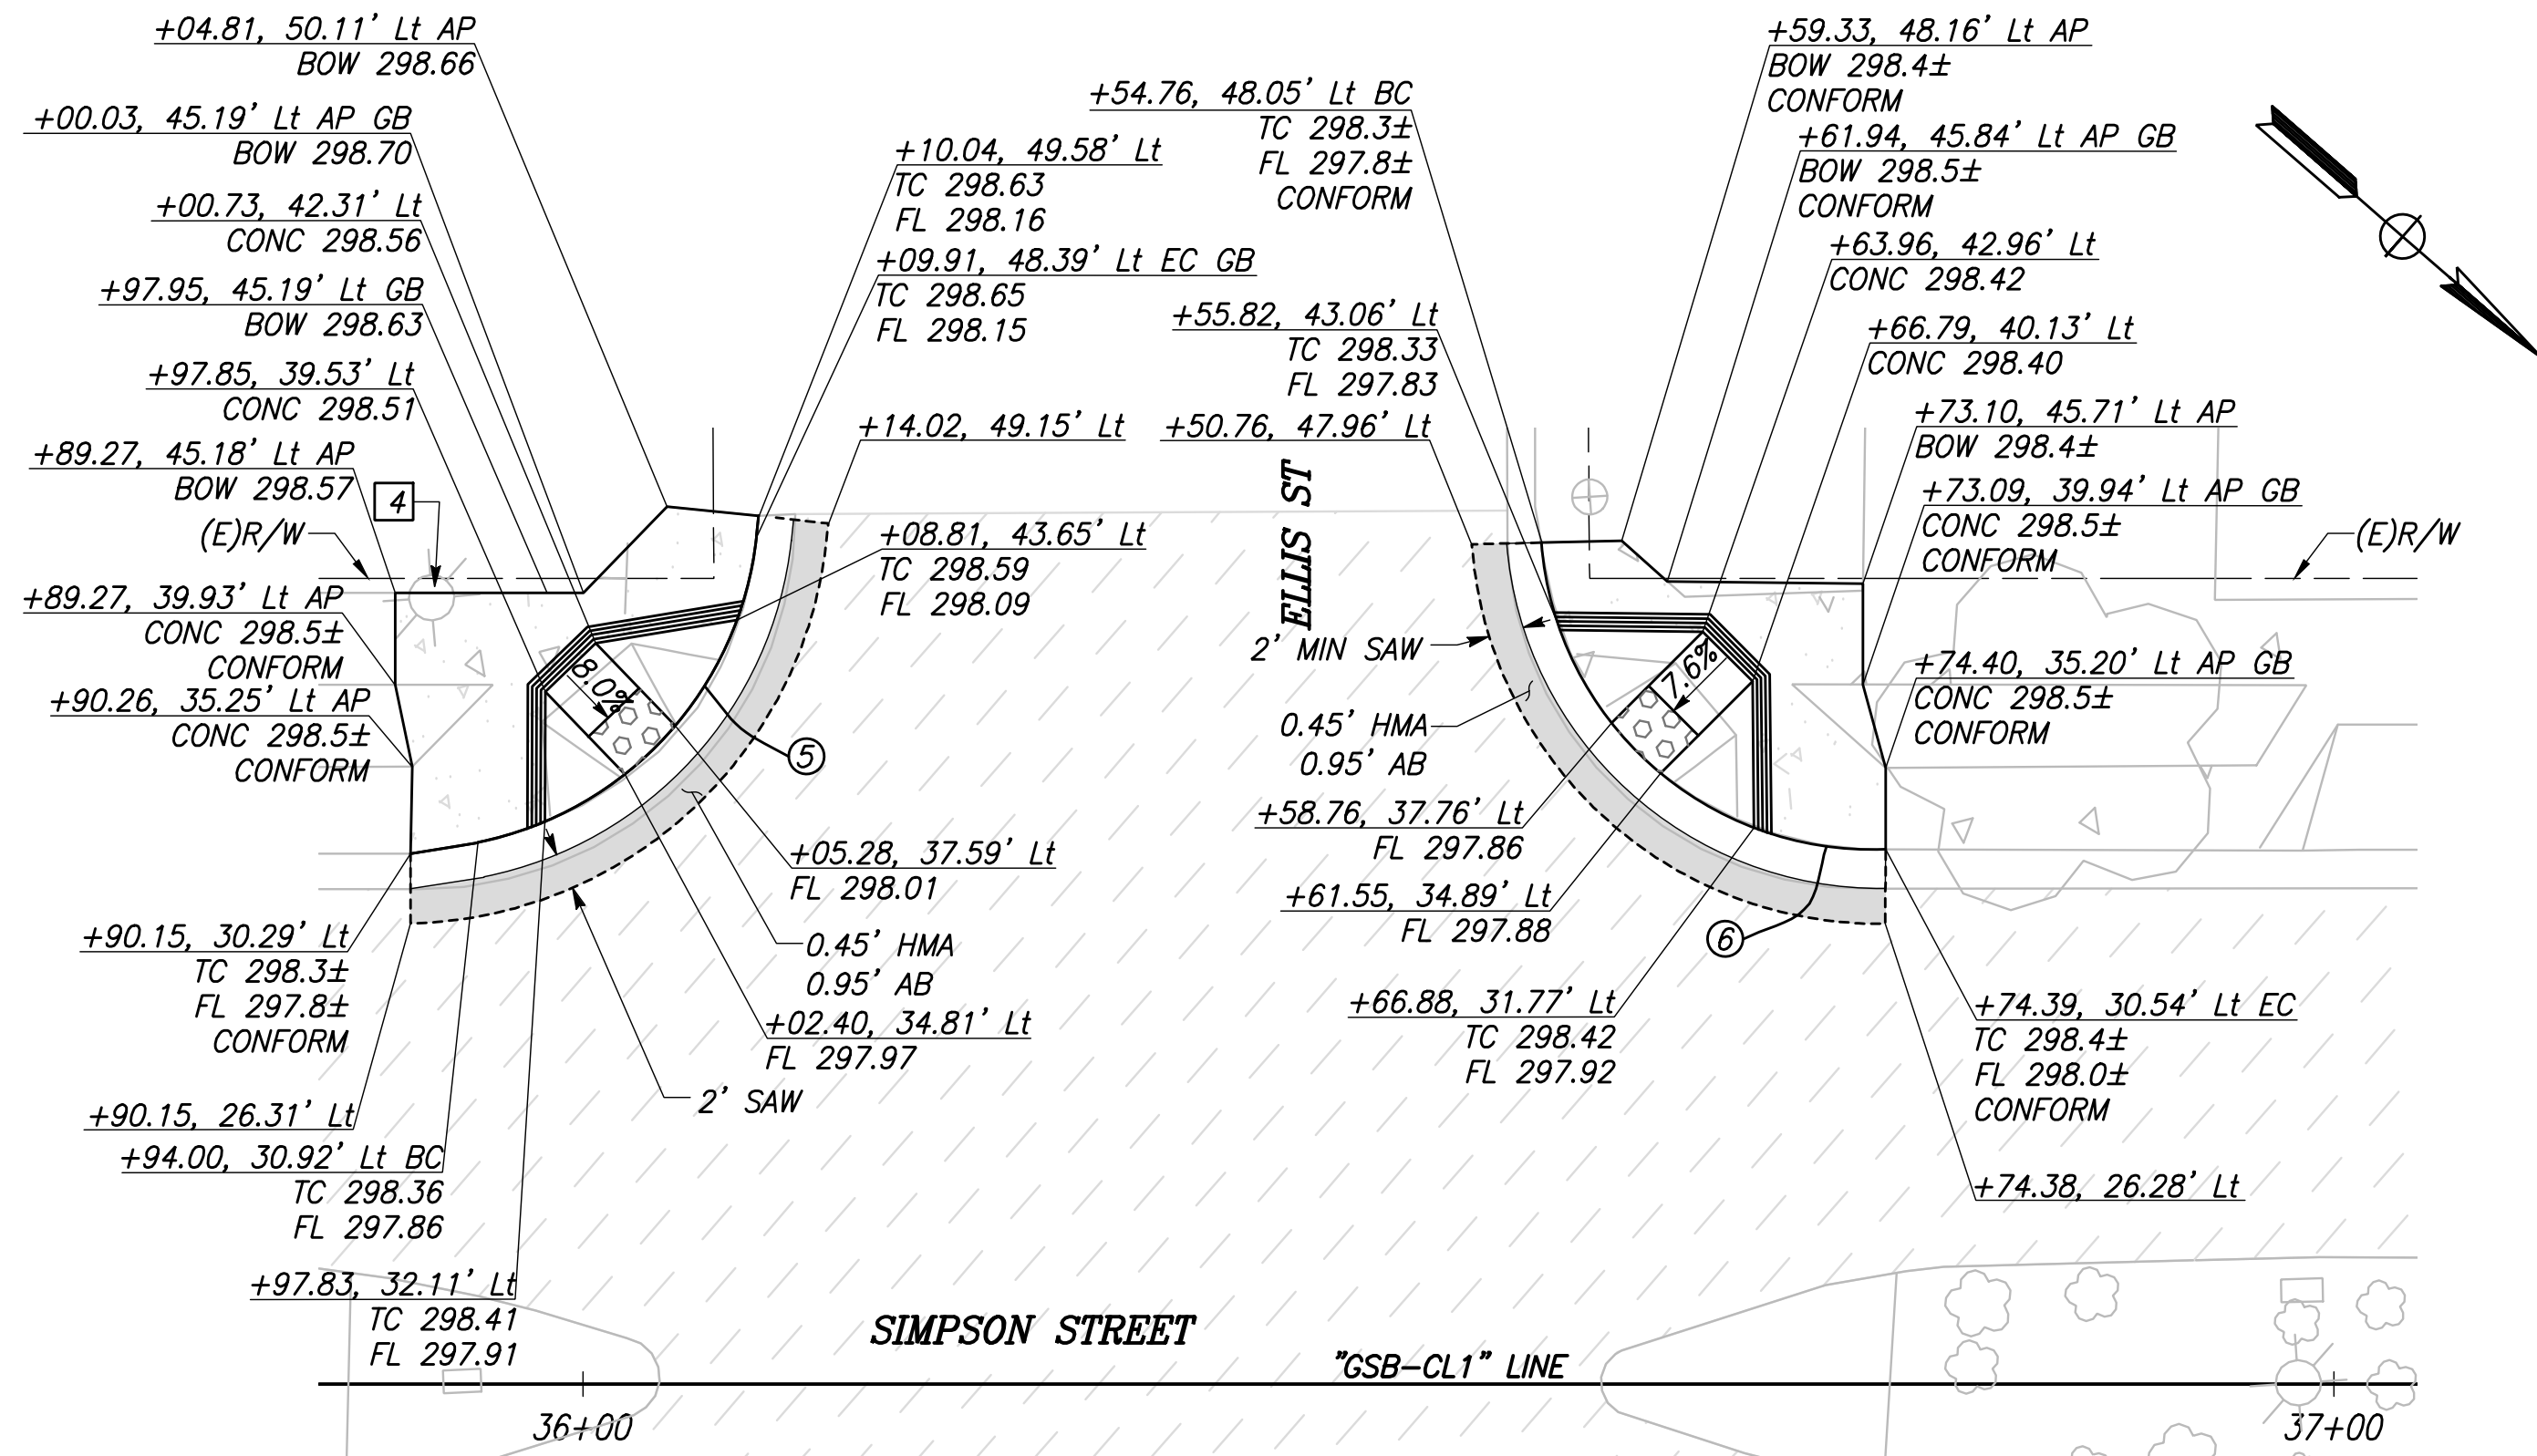 +04.81, 50.11' Lt AP
BOW 298.66
+00.03, 45.19' Lt AP GB
BOW 298.70
+00.73, 42.31' Lt
CONC 298.56
+97.95, 45.19' Lt GB
BOW 298.63
+97.85, 39.53' Lt
CONC 298.51
+89.27, 45.18' Lt AP
BOW 298.57
4
(E)R/W
+89.27, 39.93' Lt AP
CONC 298.5±
CONFORM
+90.26, 35.25' Lt AP
CONC 298.5±
CONFORM
+90.15, 30.29' Lt
TC 298.3±
FL 297.8±
CONFORM
+90.15, 26.31' Lt
+94.00, 30.92' Lt BC
TC 298.36
FL 297.86
+97.83, 32.11' Lt
TC 298.41
FL 297.91
+10.04, 49.58' Lt
TC 298.63
FL 298.16
+09.91, 48.39' Lt EC GB
TC 298.65
FL 298.15
+14.02, 49.15' Lt
+08.81, 43.65' Lt
TC 298.59
FL 298.09
8.0%
5
+05.28, 37.59' Lt
FL 298.01
0.45' HMA
0.95' AB
+02.40, 34.81' Lt
FL 297.97
2' SAW
+54.76, 48.05' Lt BC
TC 298.3±
FL 297.8±
CONFORM
+55.82, 43.06' Lt
TC 298.33
FL 297.83
+50.76, 47.96' Lt
ELLIS ST
2' MIN SAW
0.45' HMA
0.95' AB
+58.76, 37.76' Lt
FL 297.86
+61.55, 34.89' Lt
FL 297.88
7.6%
6
+66.88, 31.77' Lt
TC 298.42
FL 297.92
+59.33, 48.16' Lt AP
BOW 298.4±
CONFORM
+61.94, 45.84' Lt AP GB
BOW 298.5±
CONFORM
+63.96, 42.96' Lt
CONC 298.42
+66.79, 40.13' Lt
CONC 298.40
+73.10, 45.71' Lt AP
BOW 298.4±
+73.09, 39.94' Lt AP GB
CONC 298.5±
CONFORM
(E)R/W
+74.40, 35.20' Lt AP GB
CONC 298.5±
CONFORM
+74.39, 30.54' Lt EC
TC 298.4±
FL 298.0±
CONFORM
+74.38, 26.28' Lt
SIMPSON STREET
"GSB-CL1" LINE
36+00
37+00